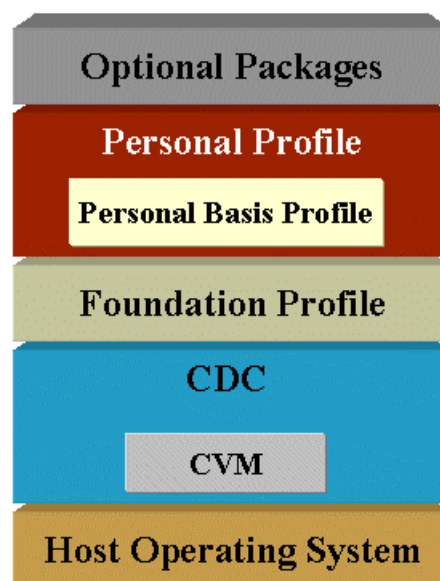 Optional Packages
Personal Profile
Personal Basis Profile
Foundation Profile
CDC
CVM
Host Operating System